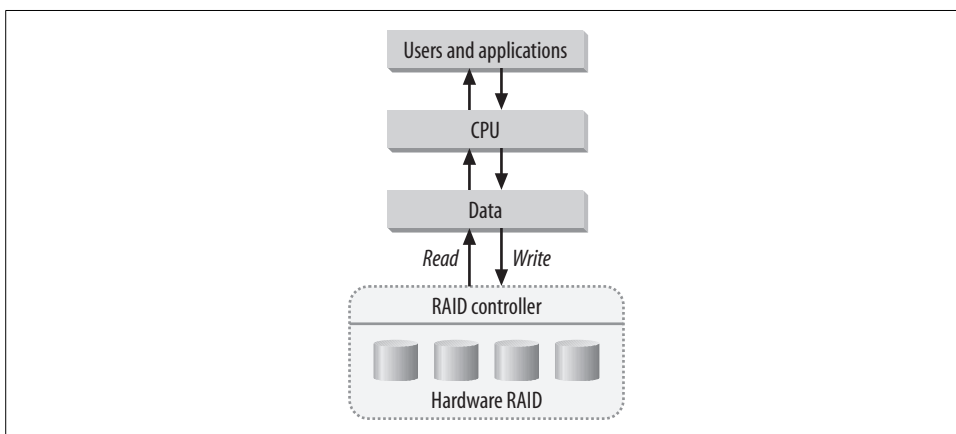 Users and applications
CPU
Data
Read Write
RAID controller
Hardware RAID